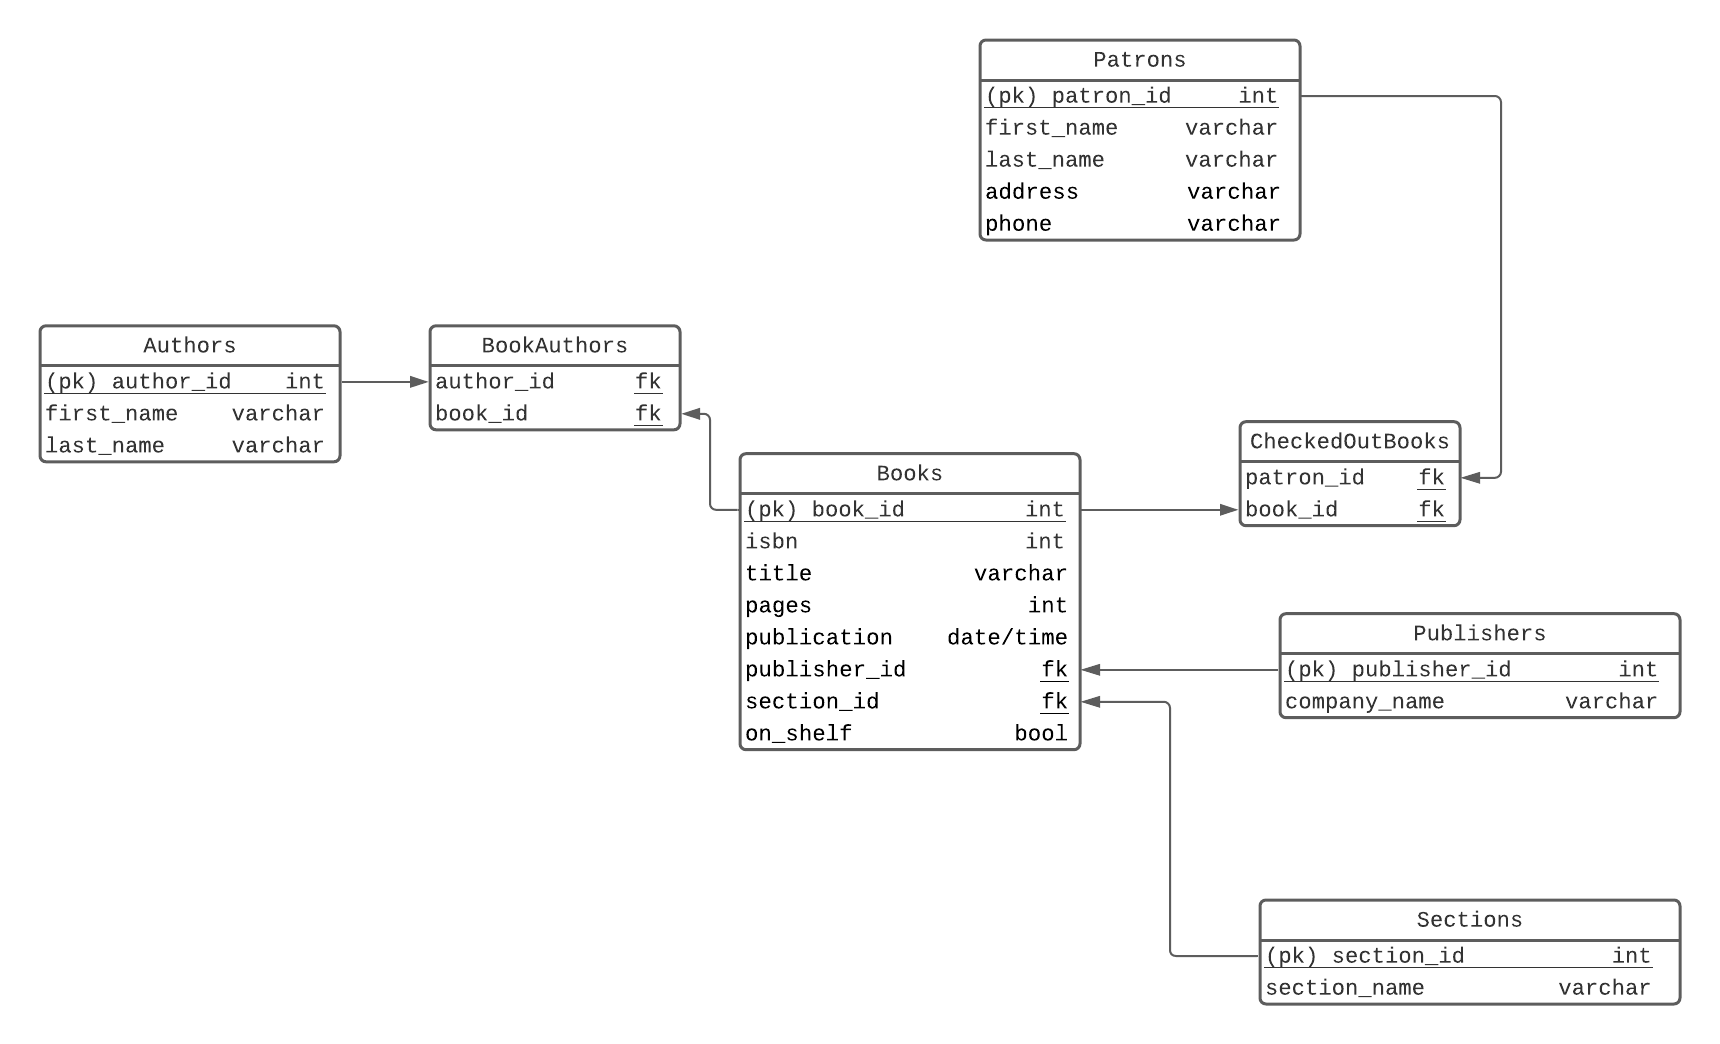 Patrons
(pk) patron_id int
first_name varchar
last_name varchar
address varchar
phone varchar
Authors
(pk) author_id int
first_name varchar
last_name varchar
BookAuthors
author_id fk
book_id fk
Books
(pk) book_id int
isbn int
title varchar
pages int
publication date/time
publisher_id fk
section_id fk
on_shelf bool
CheckedOutBooks
patron_id fk
book_id fk
Publishers
(pk) publisher_id int
company_name varchar
Sections
(pk) section_id int
section_name varchar